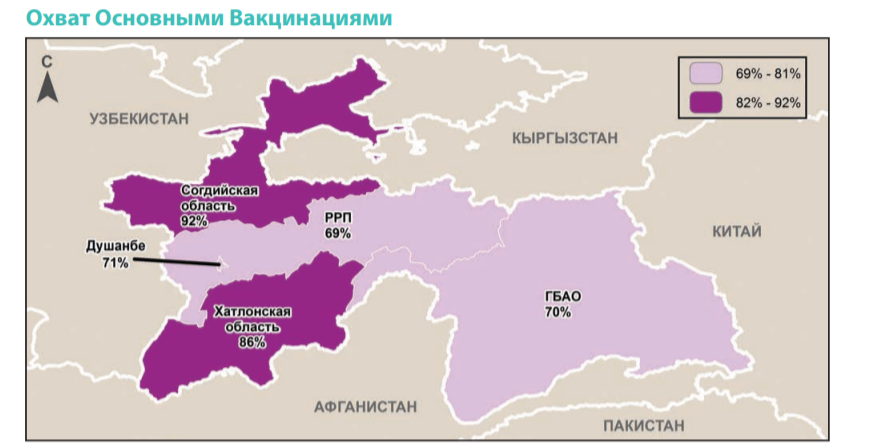 Охват Основными Вакцинациями
С
69% - 81%
82% - 92%
УЗБЕКИСТАН
КЫРГЫЗСТАН
Согдийская
область
92%
РРП
69%
КИТАЙ
Душанбе
71%
ГБАО
70%
Хатлонская
область
86%
АФГАНИСТАН
ПАКИСТАН